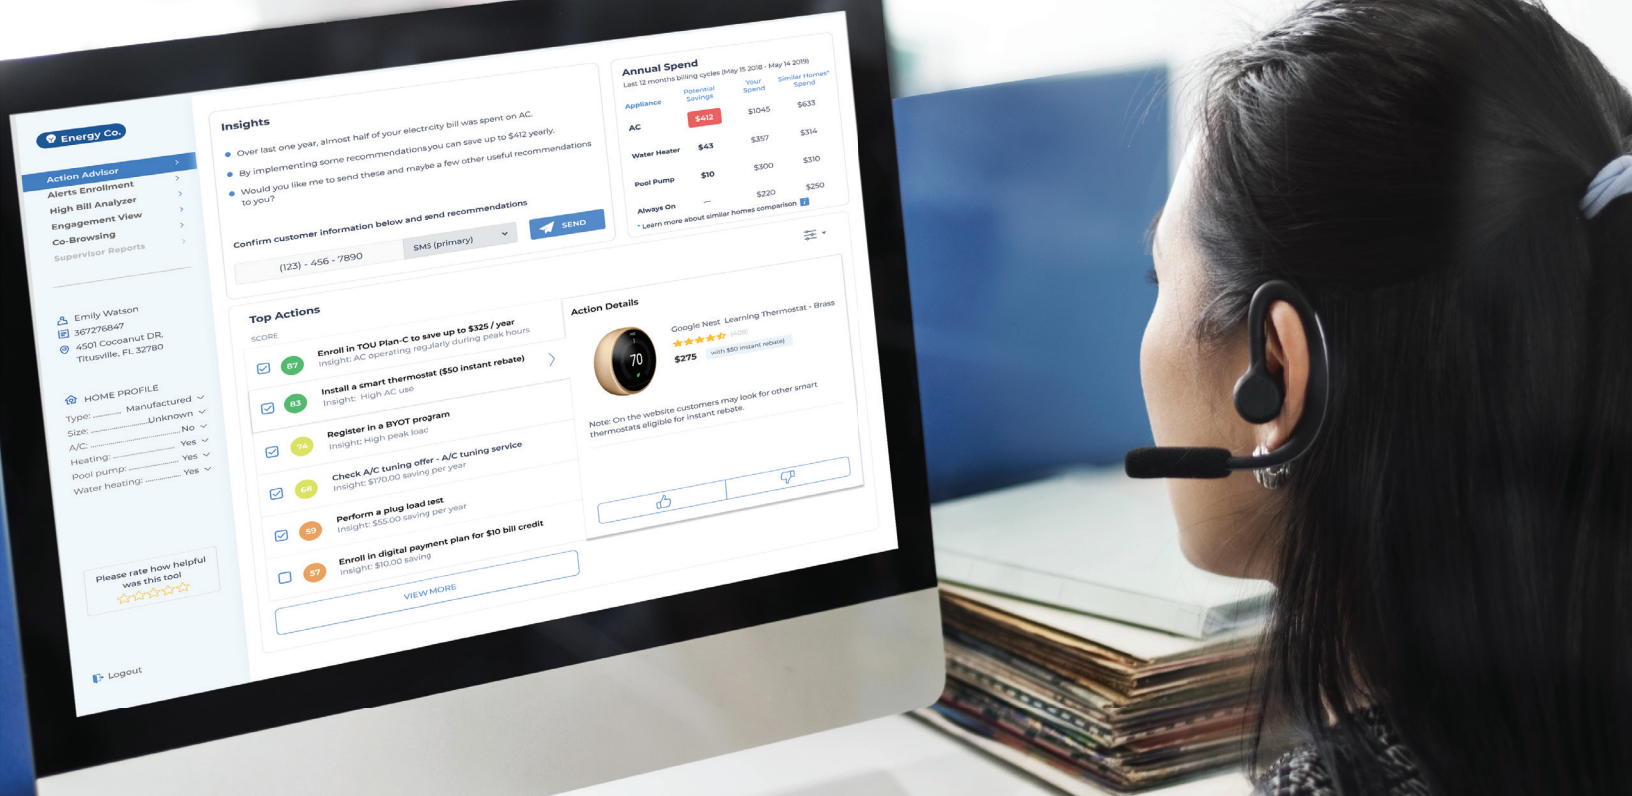 Energy Co.
Action Advisor
Alerts Enrollment
High Bill Analyzer
Engagement View
Co-Browsing
Supervisor Reports
Emily Watson
367276847
4501 Cocoanut DR,
Titusville, FL 32780
HOME PROFILE
Type: Manufactured
Size: Unknown
A/C: No
Heating: Yes
Pool pump: Yes
Water heating: Yes
Please rate how helpful
was this tool
Logout
Insights
Over last one year, almost half of your electricity bill was spent on AC.
By implementing some recommendations you can save up to $412 yearly.
Would you like me to send these and maybe a few other useful recommendations
to you?
Confirm customer information below and send recommendations
(123) - 456 - 7890
SMS (primary)
SEND
Annual Spend
Last 12 months billing cycles (May 15 2018 - May 14 2019)
Appliance Potential Savings Your Spend Similar Homes* Spend
AC $412 $1045 $633
Water Heater $43 $357 $314
Pool Pump $10 $300 $310
Always On — $220 $250
* Learn more about similar homes comparison i
Top Actions
SCORE
87 Enroll in TOU Plan-C to save up to $325 / year
Insight: AC operating regularly during peak hours
83 Install a smart thermostat ($50 instant rebate)
Insight: High AC use
74 Register in a BYOT program
Insight: High peak load
68 Check A/C tuning offer - A/C tuning service
Insight: $170.00 saving per year
59 Perform a plug load test
Insight: $55.00 saving per year
57 Enroll in digital payment plan for $10 bill credit
Insight: $10.00 saving
VIEW MORE
Action Details
Google Nest Learning Thermostat - Brass
(408)
$275 with $50 instant rebate)
70
Note: On the website customers may look for other smart
thermostats eligible for instant rebate.